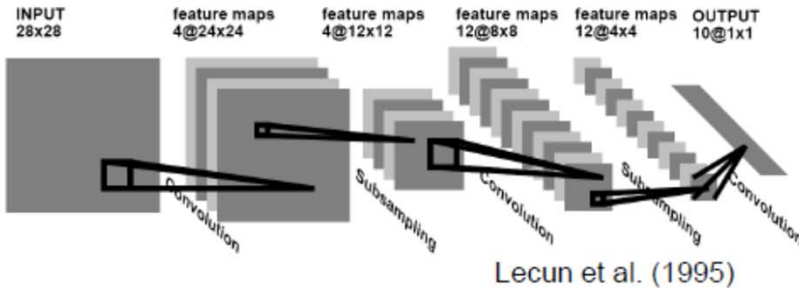 INPUT
28x28
feature maps
4@24x24
feature maps
4@12x12
feature maps
12@8x8
feature maps
12@4x4
OUTPUT
10@1x1
Convolution
Subsampling
Convolution
Subsampling
Convolution
Lecun et al. (1995)